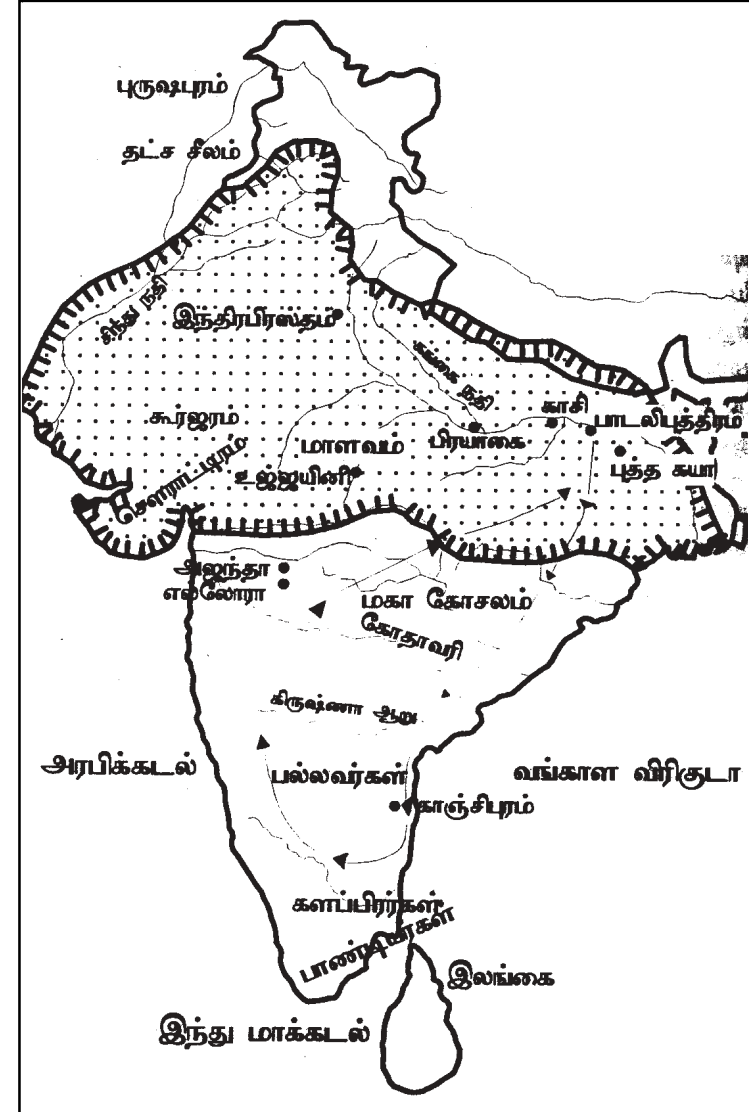 புருஷபுரம்
தட்ச சீலம்
சிந்து நதி
இந்திரபிரஸ்தம்
கங்கை நதி
கூர்ஜரம்
காசி
பாடலிபுத்திரம்
மாளவம்
பிரயாகை
சௌராட்டிரம்
உஜ்ஜயினி
புத்த கயா
அஜந்தா
எல்லோரா
மகா கோசலம்
கோதாவரி
கிருஷ்ணா ஆறு
அரபிக்கடல்
பல்லவர்கள்
வங்காள விரிகுடா
காஞ்சிபுரம்
களப்பிரர்கள்
பாண்டியர்கள்
இலங்கை
இந்து மாக்கடல்